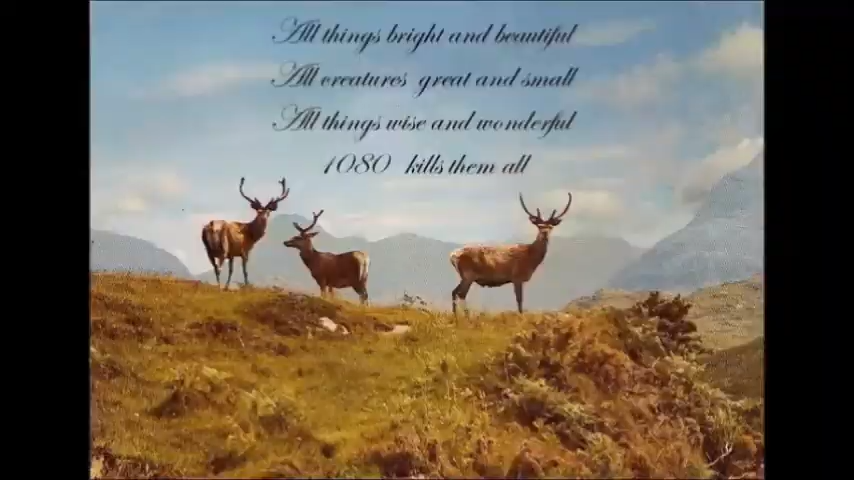 All things bright and beautiful
All creatures great and small
All things wise and wonderful
1080 kills them all